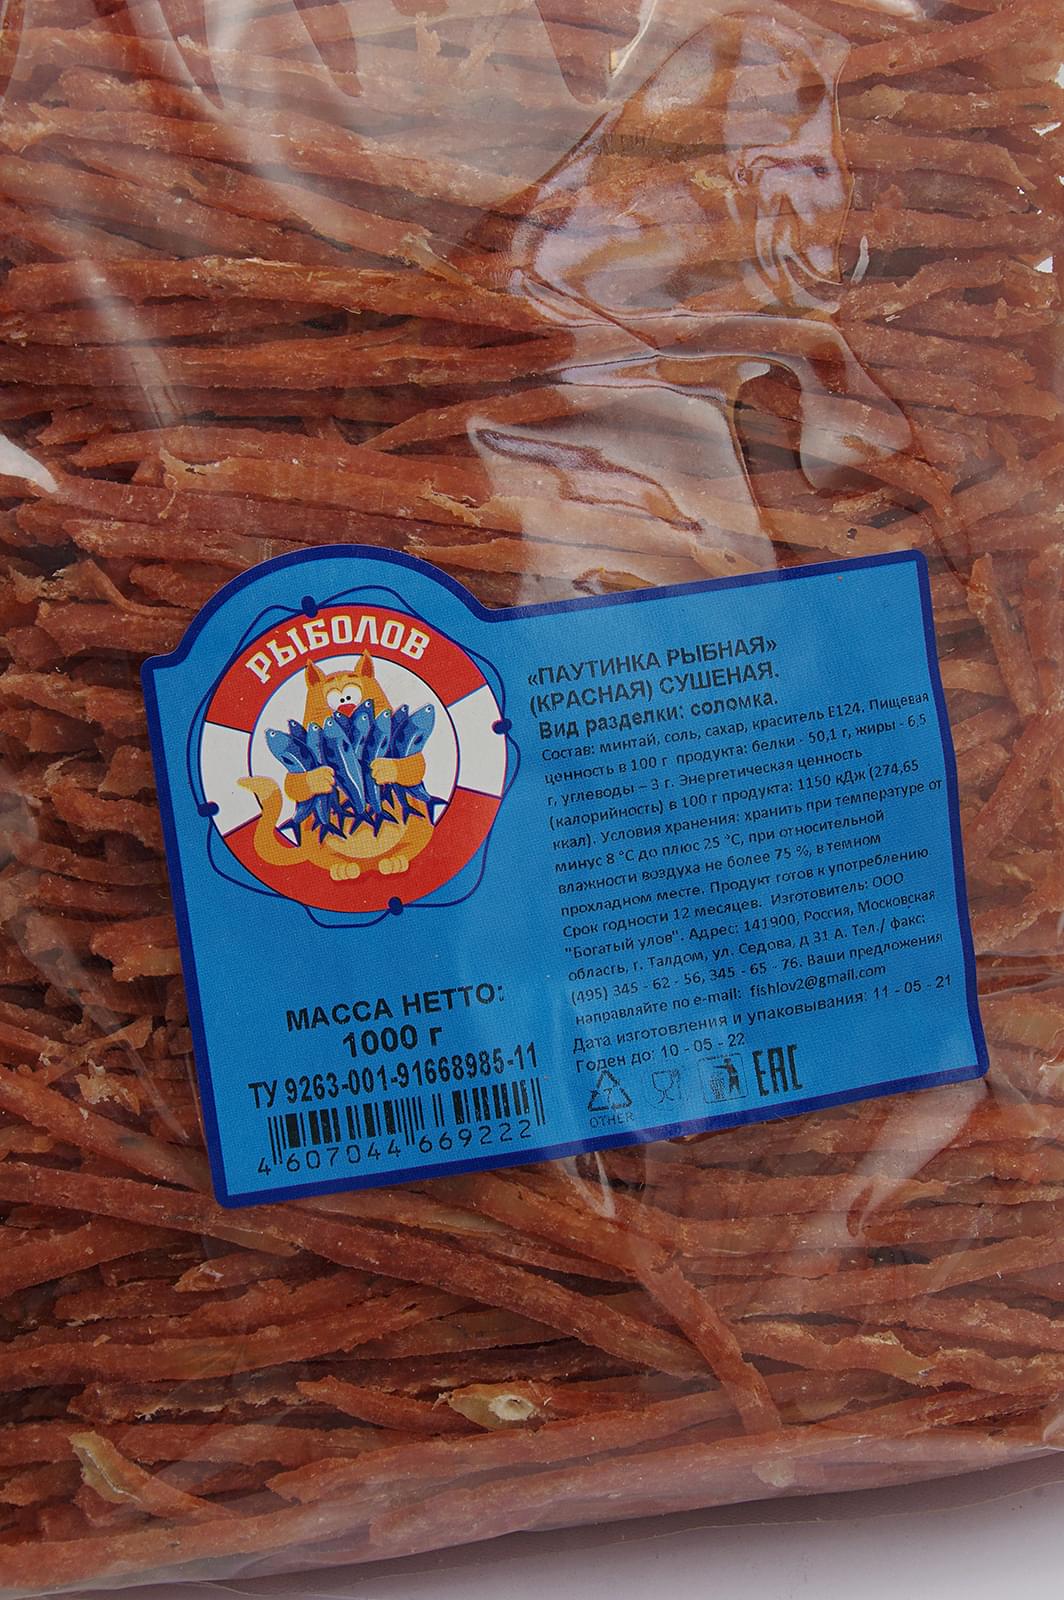 РЫБОЛОВ
«ПАУТИНКА РЫБНАЯ»
(КРАСНАЯ) СУШЕНАЯ.
Вид разделки: соломка.
Состав: минтай, соль, сахар, краситель Е124. Пищевая
ценность в 100 г продукта: белки - 50,1 г, жиры - 6,5
г, углеводы – 3 г. Энергетическая ценность
(калорийность) в 100 г продукта: 1150 кДж (274,65
ккал). Условия хранения: хранить при температуре от
минус 8 °С до плюс 25 °С, при относительной
влажности воздуха не более 75 %, в темном
прохладном месте. Продукт готов к употреблению
Срок годности 12 месяцев. Изготовитель: ООО
"Богатый улов". Адрес: 141900, Россия, Московская
область, г. Талдом, ул. Седова, д 31 А. Тел./ факс:
(495) 345 - 62 - 56, 345 - 65 - 76. Ваши предложения
направляйте по e-mail: fishlov2@gmail.com
Дата изготовления и упаковывания: 11 - 05 - 21
Годен до: 10 - 05 - 22
7
OTHER
EAC
МАССА НЕТТО:
1000 г
ТУ 9263-001-91668985-11
4 607044 669222